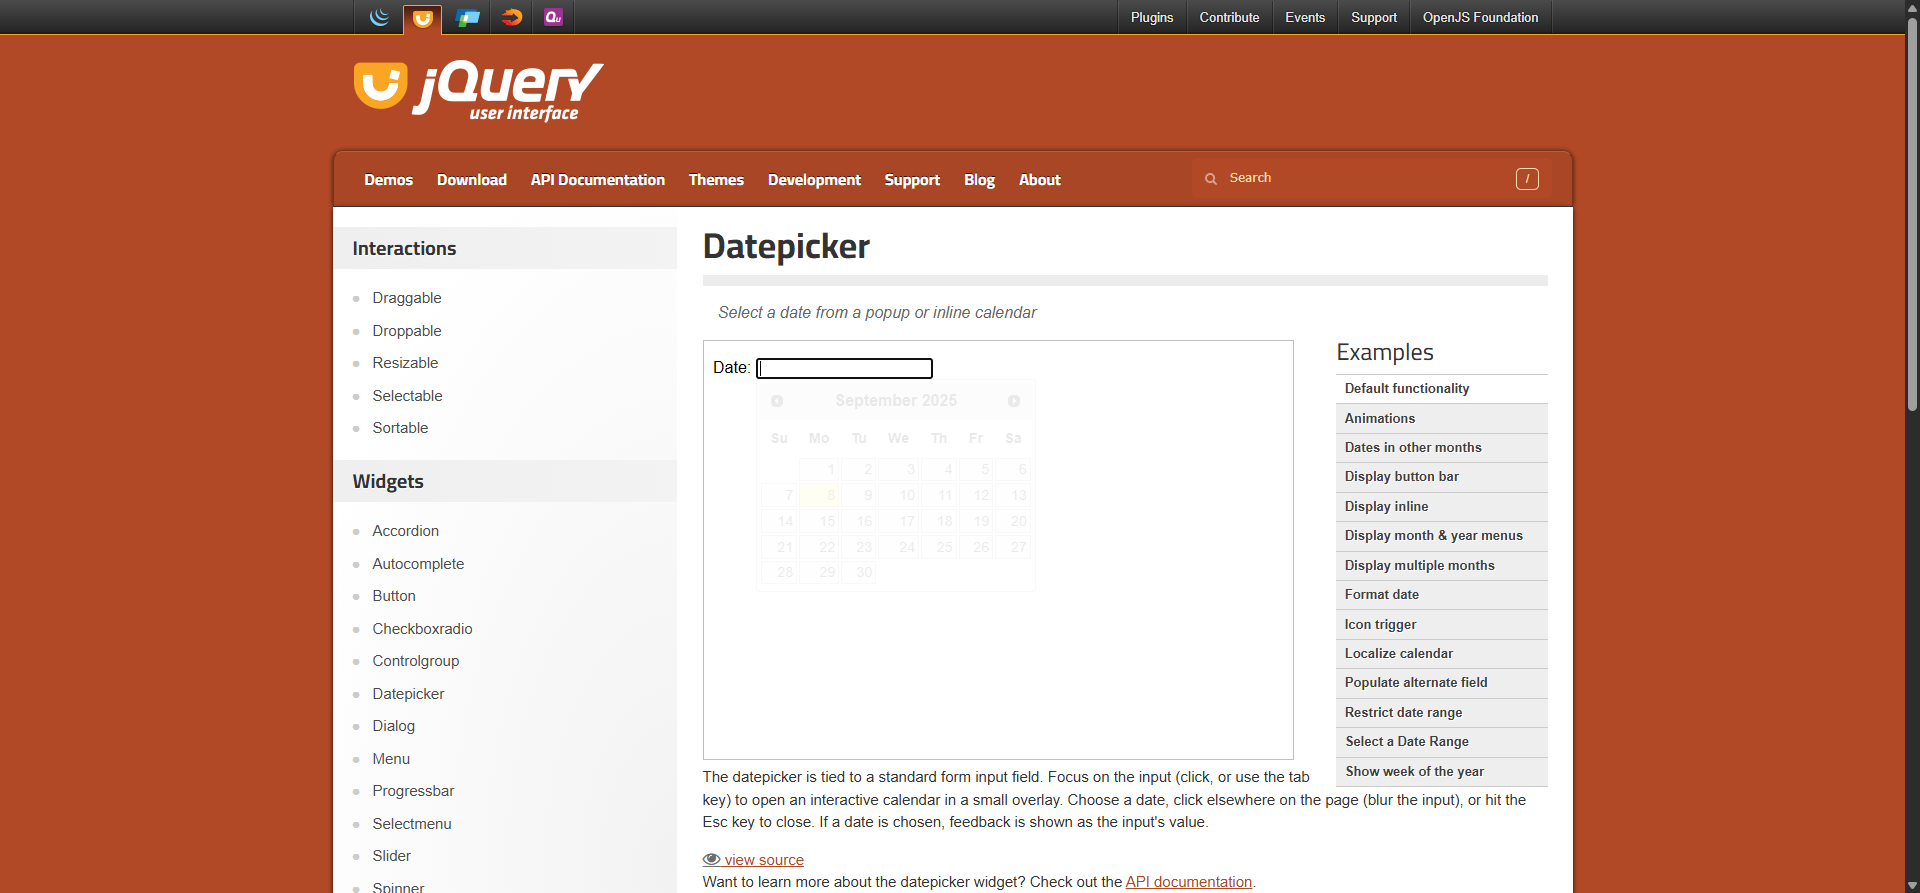 Plugins
Contribute
Events
Support
OpenJS Foundation
jQuery
user interface
Demos
Download
API Documentation
Themes
Development
Support
Blog
About
Search
/
Interactions
Draggable
Droppable
Resizable
Selectable
Sortable
Widgets
Accordion
Autocomplete
Button
Checkboxradio
Controlgroup
Datepicker
Dialog
Menu
Progressbar
Selectmenu
Slider
Spinner
Datepicker
Select a date from a popup or inline calendar
Date:
September 2025
Su Mo Tu We Th Fr Sa
1 2 3 4 5 6
7 8 9 10 11 12 13
14 15 16 17 18 19 20
21 22 23 24 25 26 27
28 29 30
Examples
Default functionality
Animations
Dates in other months
Display button bar
Display inline
Display month & year menus
Display multiple months
Format date
Icon trigger
Localize calendar
Populate alternate field
Restrict date range
Select a Date Range
Show week of the year
The datepicker is tied to a standard form input field. Focus on the input (click, or use the tab
key) to open an interactive calendar in a small overlay. Choose a date, click elsewhere on the page (blur the input), or hit the
Esc key to close. If a date is chosen, feedback is shown as the input's value.
view source
Want to learn more about the datepicker widget? Check out the API documentation.